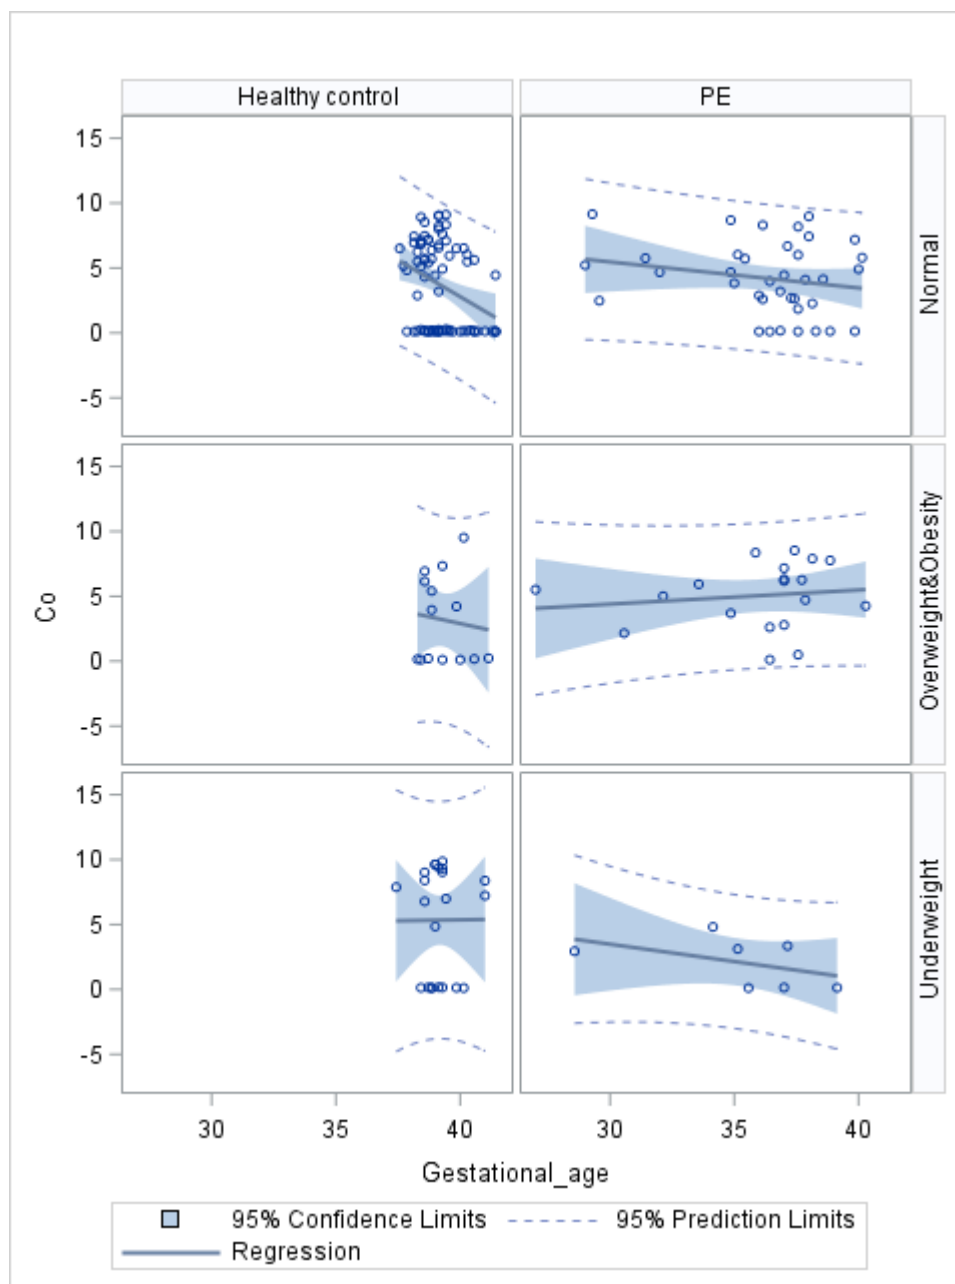 Healthy control PE
15
10
5
0
-5
Normal
15
10
5
0
-5
Overweight&Obesity
Co
15
10
5
0
-5
Underweight
30 35 40 30 35 40
Gestational_age
95% Confidence Limits 95% Prediction Limits
Regression